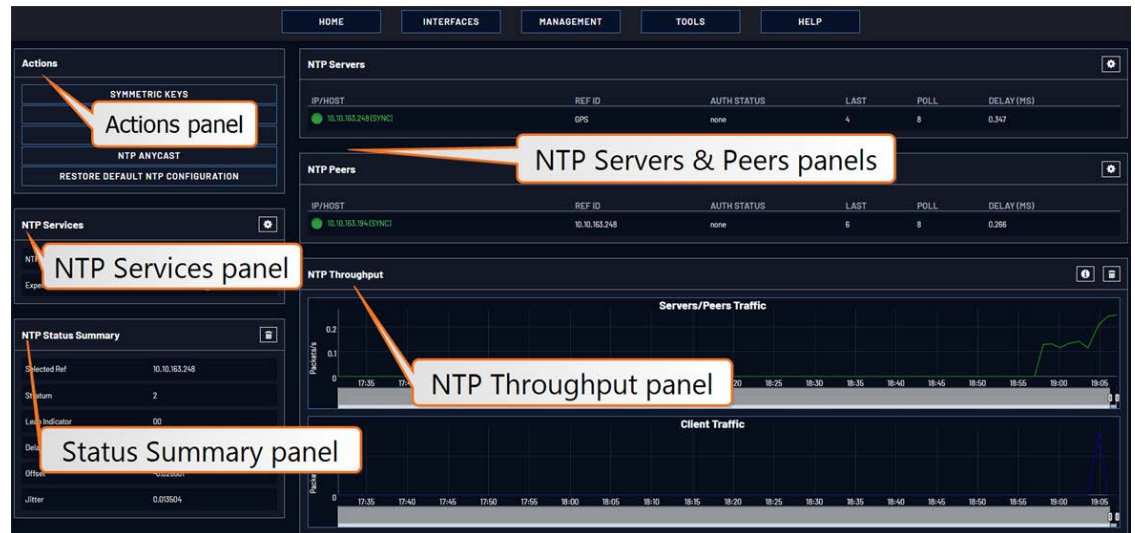 HOME INTERFACES MANAGEMENT TOOLS HELP
Actions
SYMMETRIC KEYS
Actions panel
NTP ANYCAST
RESTORE DEFAULT NTP CONFIGURATION
NTP Services
NTP Services panel
NTP Status Summary
Selected Ref 10.10.163.248
Stratum 2
Leap Indicator 00
Status Summary panel
Offset
Jitter 0.013504
NTP Servers
IP/HOST REF ID AUTH STATUS LAST POLL DELAY (MS)
10.10.163.248 (SYNC) GPS none 4 8 0.347
NTP Servers & Peers panels
NTP Peers
IP/HOST REF ID AUTH STATUS LAST POLL DELAY (MS)
10.10.163.194 (SYNC) 10.10.163.248 none 6 8 0.266
NTP Throughput
Servers/Peers Traffic
Packets/s
0.2
0.1
0
17:35 18:25 18:30 18:35 18:40 18:45 18:50 18:55 19:00 19:05
NTP Throughput panel
Client Traffic
0
17:35 17:40 17:45 17:50 17:55 18:00 18:05 18:10 18:15 18:20 18:25 18:30 18:35 18:40 18:45 18:50 18:55 19:00 19:05